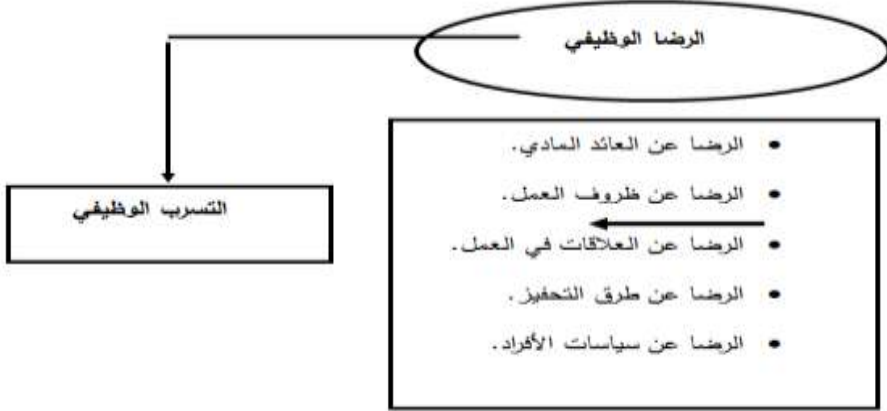 الرضا الوظيفي
الرضا عن العائد المادي.
الرضا عن ظروف العمل.
الرضا عن العلاقات في العمل.
الرضا عن طرق التحفيز.
الرضا عن سياسات الأفراد.
التسرب الوظيفي